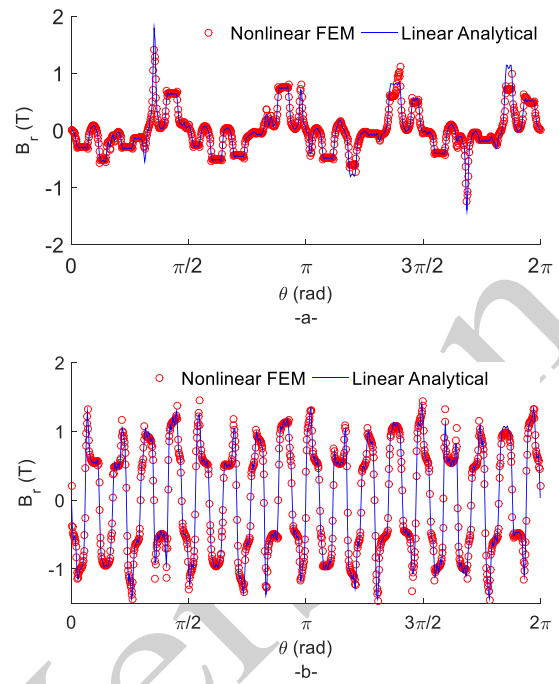 2
1
0
-1
-2
B_r (T)
Nonlinear FEM
Linear Analytical
0
π/2
π
3π/2
2π
θ (rad)
-a-
2
1
0
-1
B_r (T)
Nonlinear FEM
Linear Analytical
0
π/2
π
3π/2
2π
θ (rad)
-b-